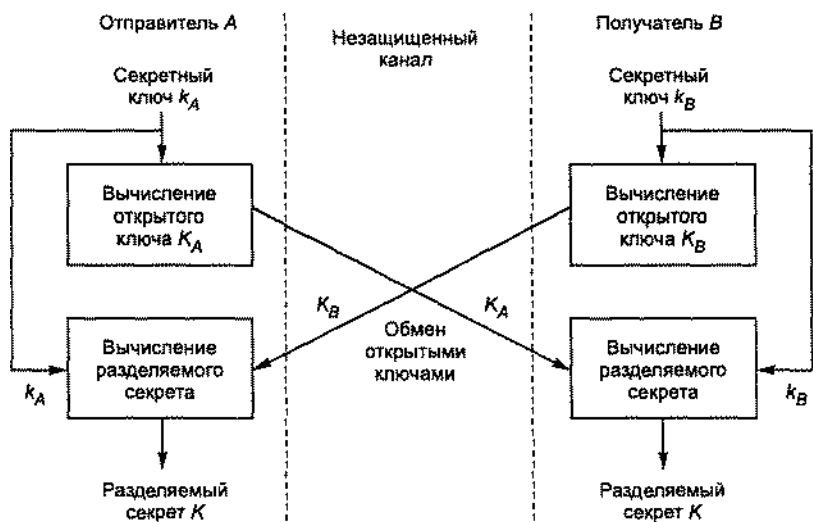 Отправитель A
Незащищенный
канал
Получатель B
Секретный
ключ k_A
Секретный
ключ k_B
Вычисление
открытого
ключа K_A
Вычисление
открытого
ключа K_B
K_B
K_A
Обмен
открытыми
ключами
Вычисление
разделяемого
секрета
Вычисление
разделяемого
секрета
k_A
k_B
Разделяемый
секрет K
Разделяемый
секрет K